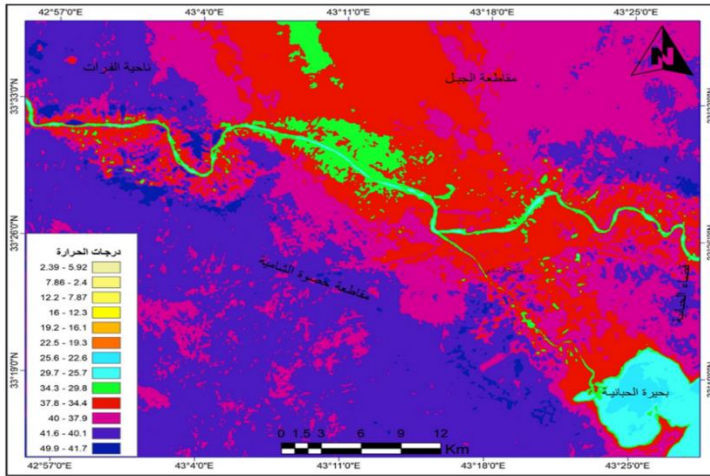 42°57'0"E
43°4'0"E
43°11'0"E
43°18'0"E
43°25'0"E
33°33'0"N
33°26'0"N
33°19'0"N
N
ناحية الفرات
مقاطعة الجبل
مقاطعة خضرة الشامية
قضاء الحبانية
بحيرة الحبانية
درجات الحرارة
2.39 - 5.92
7.86 - 2.4
12.2 - 7.87
16 - 12.3
19.2 - 16.1
22.5 - 19.3
25.6 - 22.6
29.7 - 25.7
34.3 - 29.8
37.8 - 34.4
40 - 37.9
41.6 - 40.1
49.9 - 41.7
0 1.5 3 6 9 12
Km
42°57'0"E
43°4'0"E
43°11'0"E
43°18'0"E
43°25'0"E